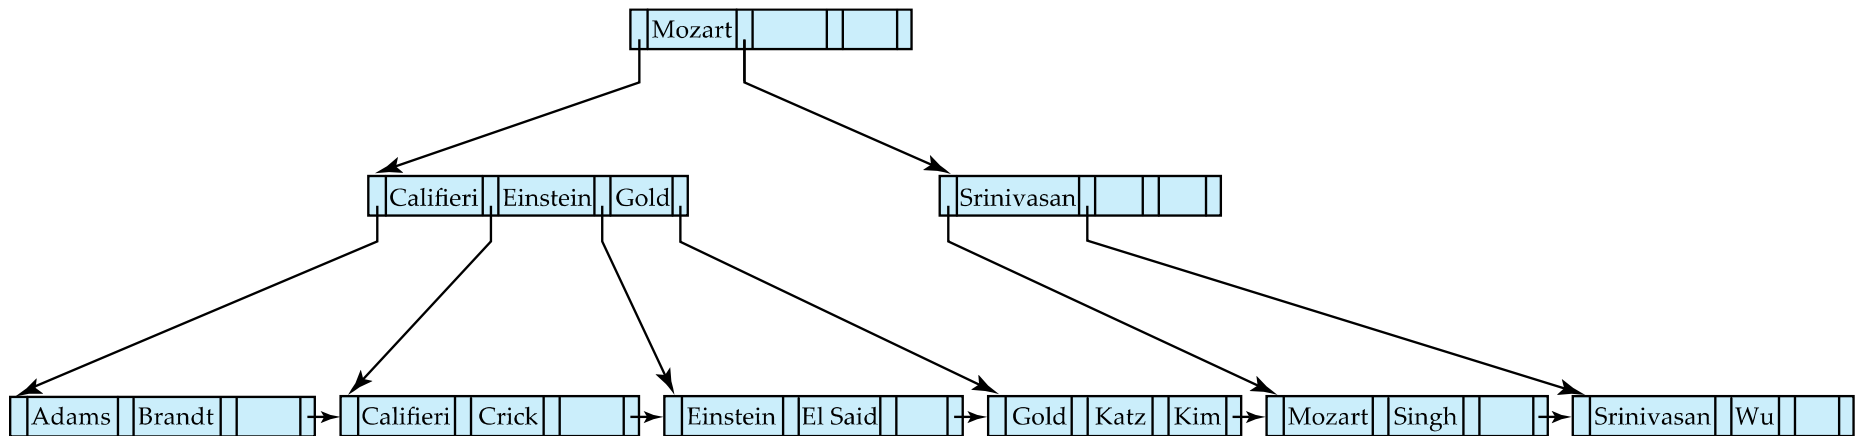 Mozart
Califieri Einstein Gold Srinivasan
Adams Brandt Califieri Crick Einstein El Said Gold Katz Kim Mozart Singh Srinivasan Wu